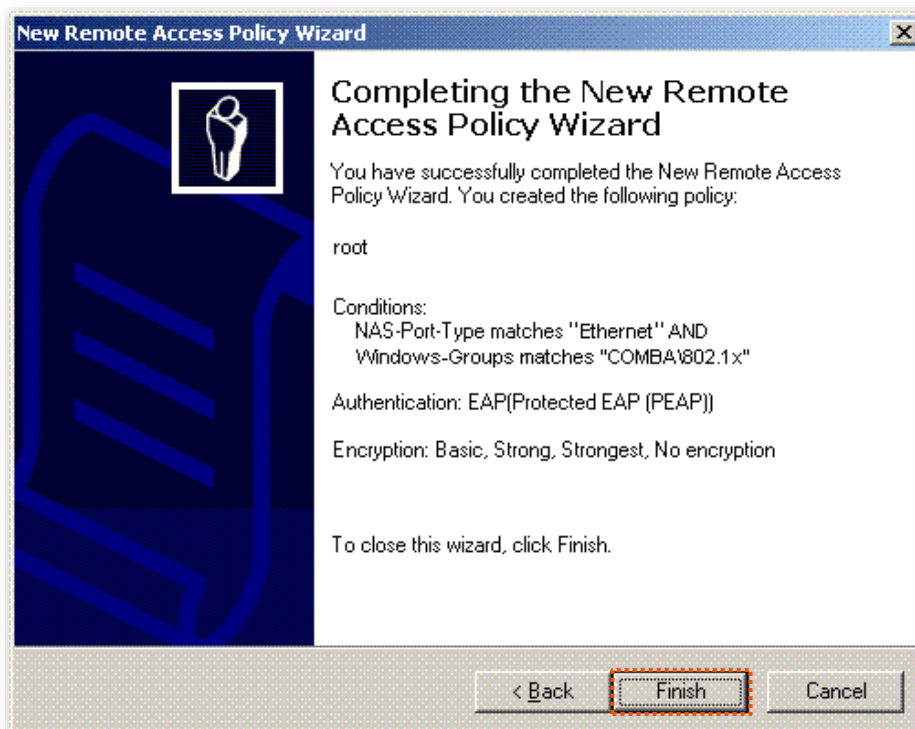 New Remote Access Policy Wizard
Completing the New Remote
Access Policy Wizard
You have successfully completed the New Remote Access
Policy Wizard. You created the following policy:
root
Conditions:
NAS-Port-Type matches "Ethernet" AND
Windows-Groups matches "COMBA\802.1x"
Authentication: EAP(Protected EAP (PEAP))
Encryption: Basic, Strong, Strongest, No encryption
To close this wizard, click Finish.
< Back
Finish
Cancel